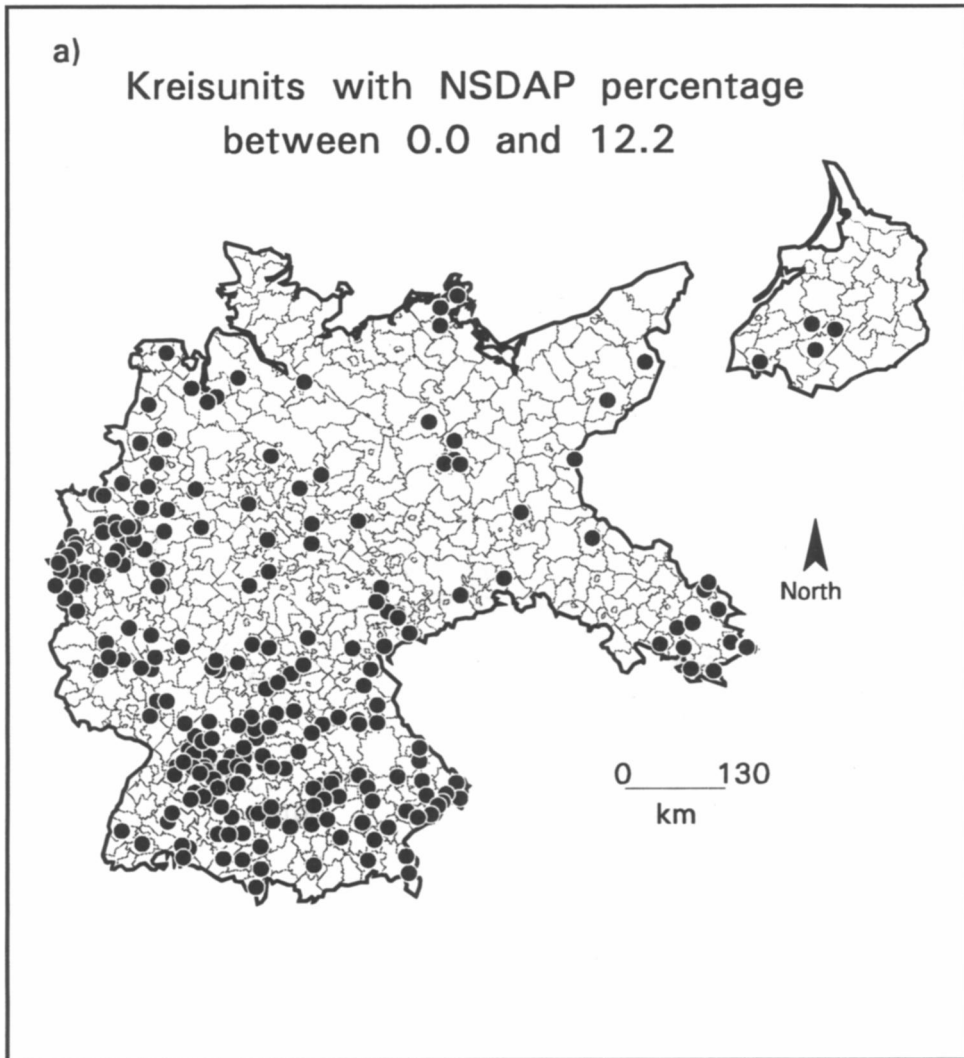 a)
Kreisunits with NSDAP percentage
between 0.0 and 12.2
North
0 130
km